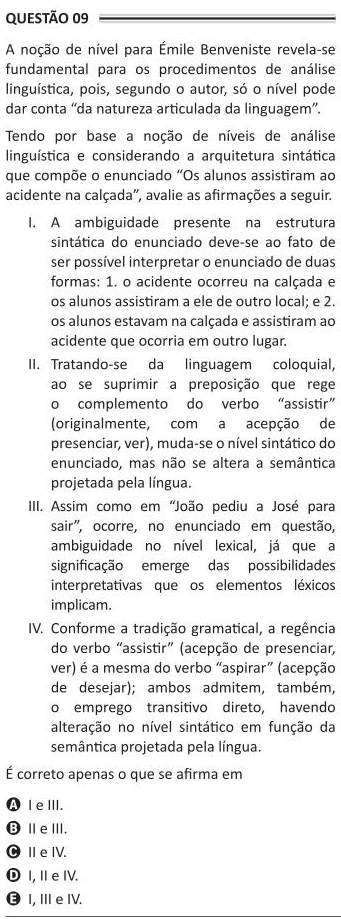 QUESTÃO 09
A noção de nível para Émile Benveniste revela-se
fundamental para os procedimentos de análise
linguística, pois, segundo o autor, só o nível pode
dar conta “da natureza articulada da linguagem”.
Tendo por base a noção de níveis de análise
linguística e considerando a arquitetura sintática
que compõe o enunciado “Os alunos assistiram ao
acidente na calçada”, avalie as afirmações a seguir.
I. A ambiguidade presente na estrutura
sintática do enunciado deve-se ao fato de
ser possível interpretar o enunciado de duas
formas: 1. o acidente ocorreu na calçada e
os alunos assistiram a ele de outro local; e 2.
os alunos estavam na calçada e assistiram ao
acidente que ocorria em outro lugar.
II. Tratando-se da linguagem coloquial,
ao se suprimir a preposição que rege
o complemento do verbo “assistir”
(originalmente, com a acepção de
presenciar, ver), muda-se o nível sintático do
enunciado, mas não se altera a semântica
projetada pela língua.
III. Assim como em “João pediu a José para
sair”, ocorre, no enunciado em questão,
ambiguidade no nível lexical, já que a
significação emerge das possibilidades
interpretativas que os elementos léxicos
implicam.
IV. Conforme a tradição gramatical, a regência
do verbo “assistir” (acepção de presenciar,
ver) é a mesma do verbo “aspirar” (acepção
de desejar); ambos admitem, também,
o emprego transitivo direto, havendo
alteração no nível sintático em função da
semântica projetada pela língua.
É correto apenas o que se afirma em
A I e III.
B II e III.
C II e IV.
D I, II e IV.
E I, III e IV.